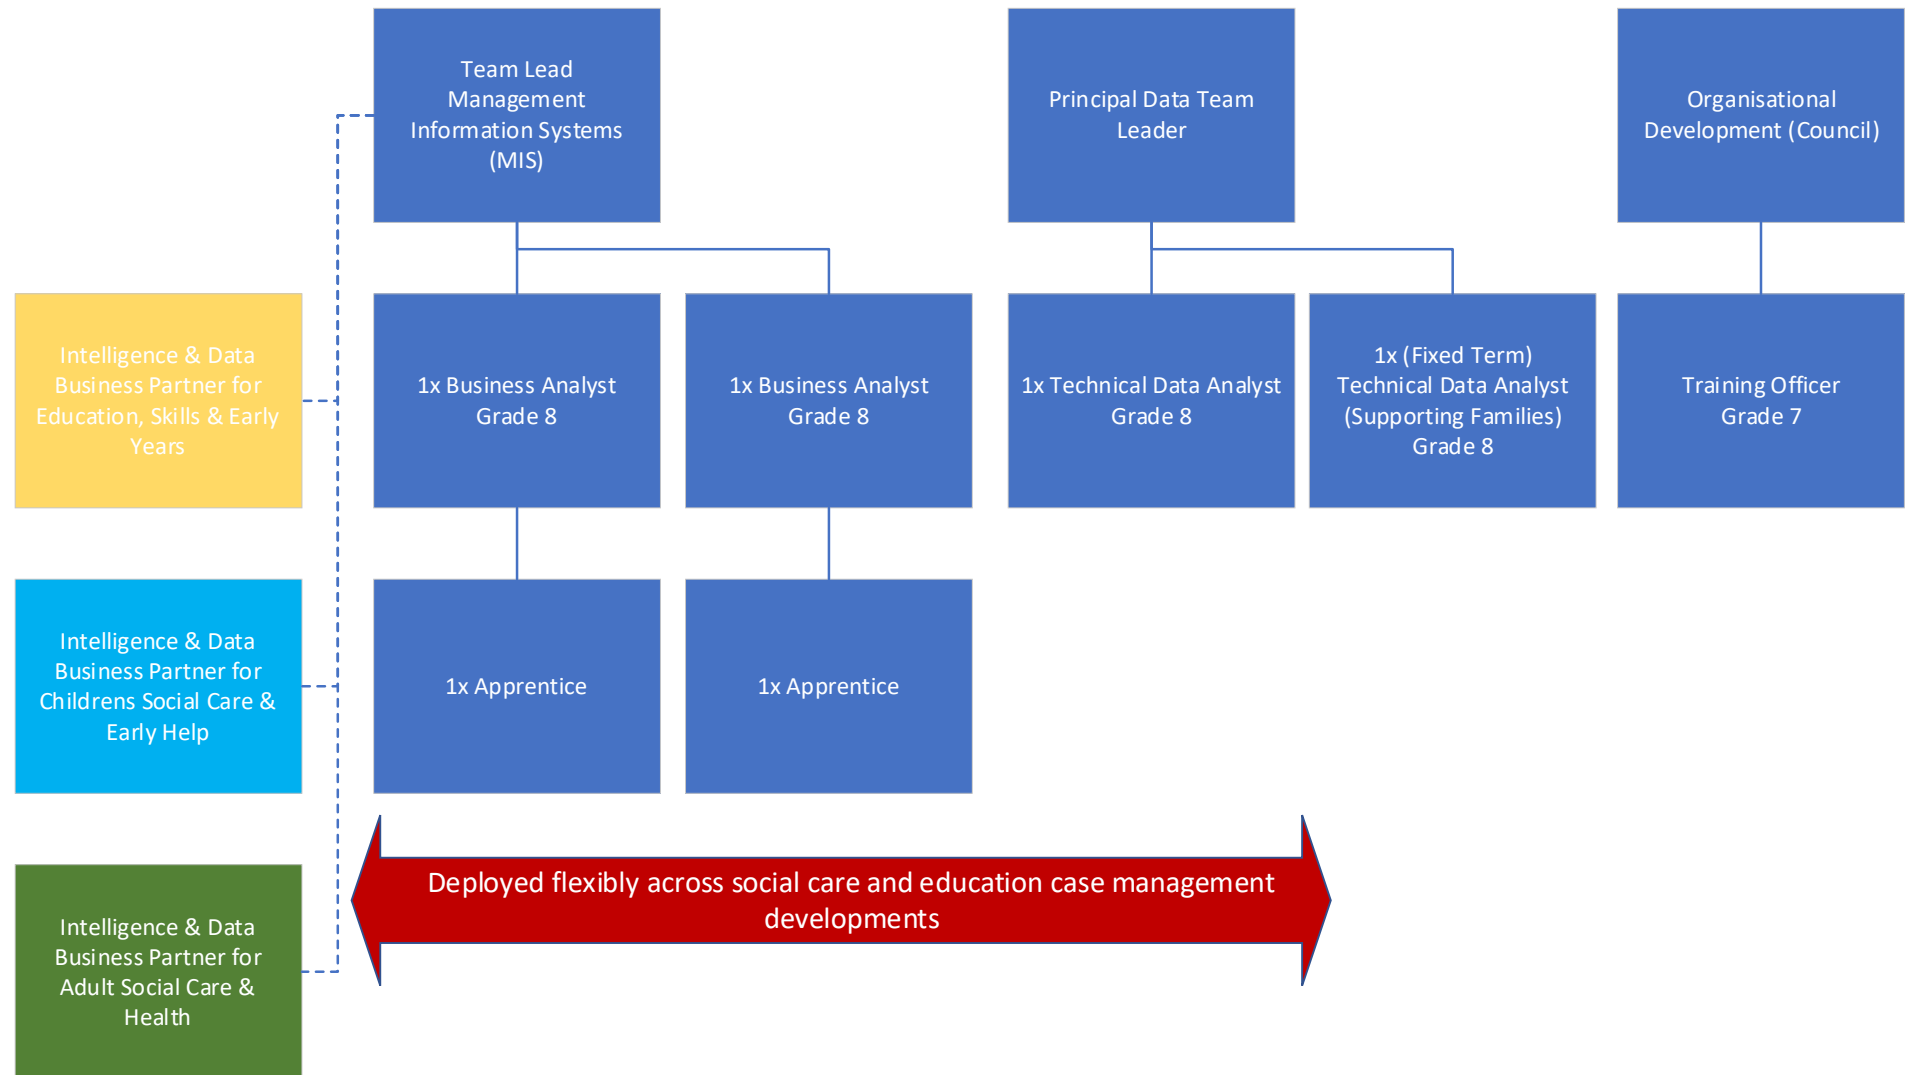 Team Lead
Management
Information Systems
(MIS)
Principal Data Team
Leader
Organisational
Development (Council)
Intelligence & Data
Business Partner for
Education, Skills & Early
Years
1x Business Analyst
Grade 8
1x Business Analyst
Grade 8
1x Technical Data Analyst
Grade 8
1x (Fixed Term)
Technical Data Analyst
(Supporting Families)
Grade 8
Training Officer
Grade 7
Intelligence & Data
Business Partner for
Childrens Social Care &
Early Help
1x Apprentice
1x Apprentice
Deployed flexibly across social care and education case management
developments
Intelligence & Data
Business Partner for
Adult Social Care &
Health